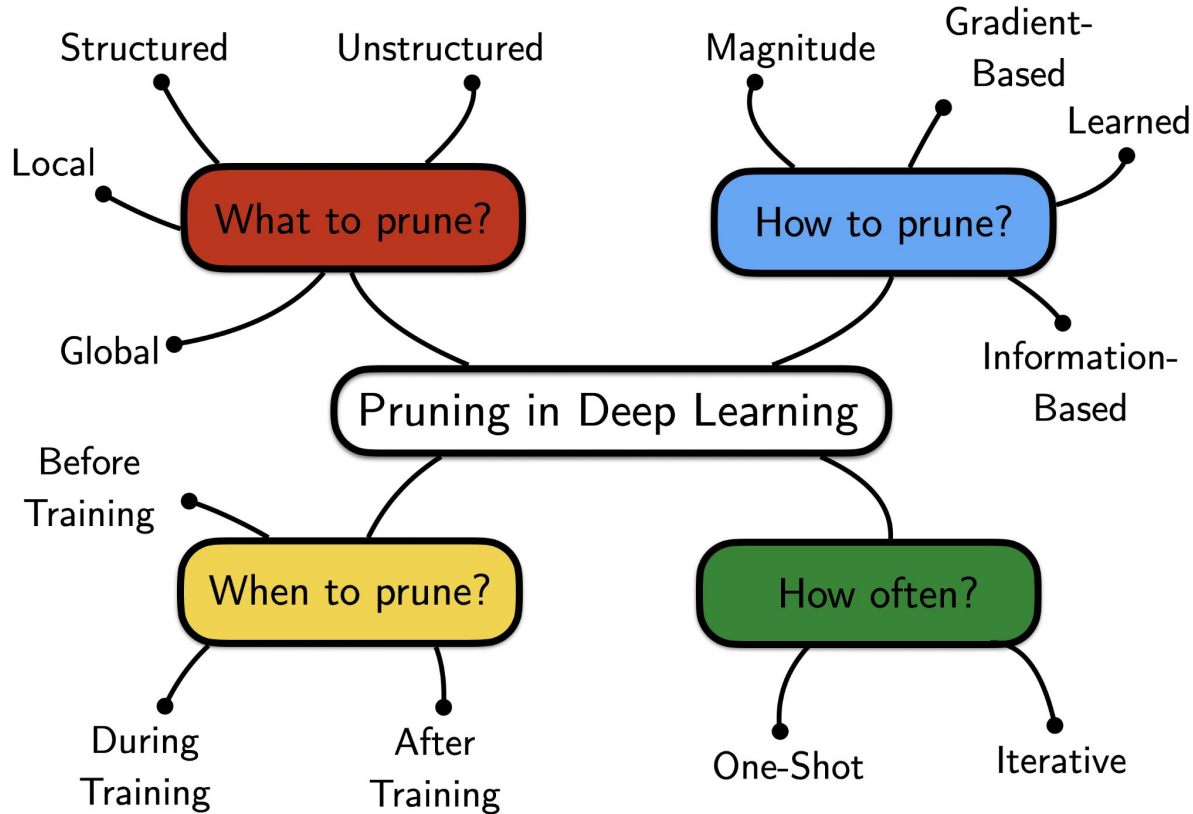 Structured
Unstructured
Local
What to prune?
Global
Magnitude
Gradient-
Based
Learned
How to prune?
Information-
Based
Pruning in Deep Learning
Before
Training
When to prune?
During
Training
After
Training
How often?
One-Shot
Iterative